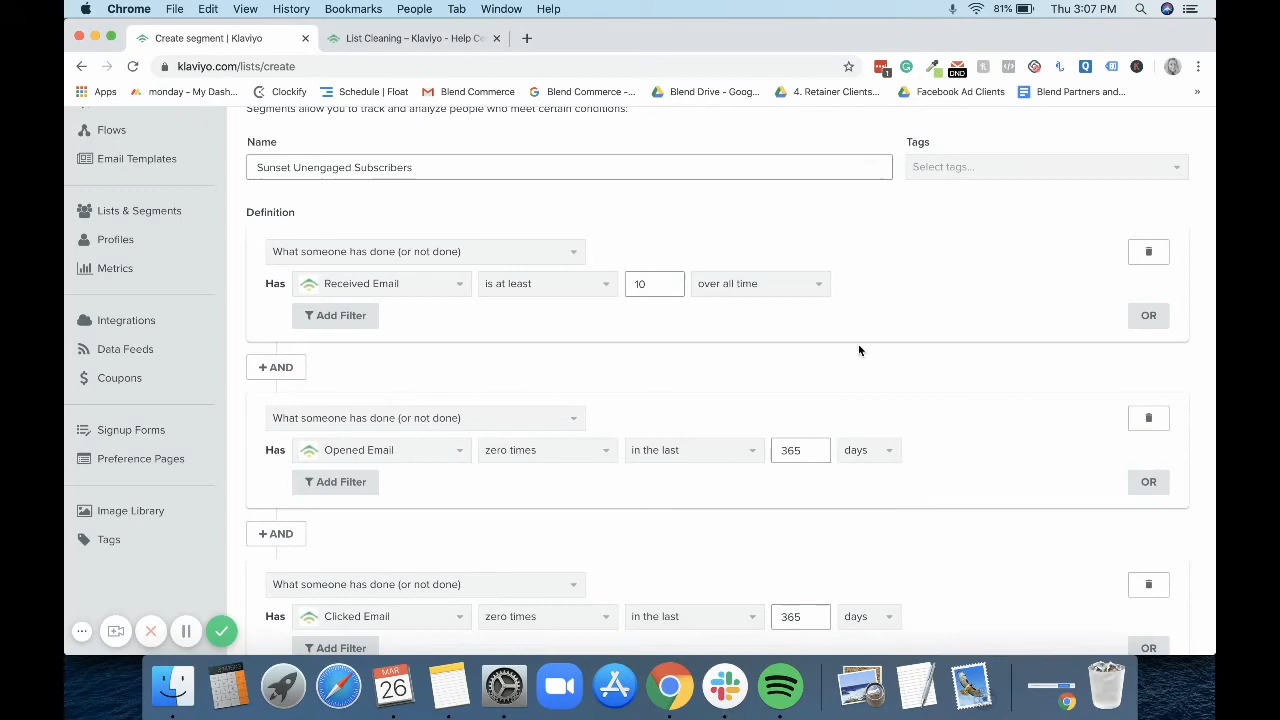 Chrome File Edit View History Bookmarks People Tab Window Help 81% Thu 3:07 PM
Create segment | Klaviyo List Cleaning – Klaviyo - Help Ce
klaviyo.com/lists/create 1 DND
Apps monday - My Dash... Clockify Schedule | Float Blend Commerce... Blend Commerce -... Blend Drive - Goog... 4. Retainer Clients... Facebook Ad Clients Blend Partners and... »
Segments allow you to track and analyze people who meet certain conditions.
Flows
Name Tags
Email Templates
Sunset Unengaged Subscribers Select tags...
Lists & Segments
Definition
Profiles
What someone has done (or not done)
Metrics
Has Received Email is at least 10 over all time
Add Filter OR
Integrations
Data Feeds
+ AND
Coupons
What someone has done (or not done)
Signup Forms
Has Opened Email zero times in the last 365 days
Preference Pages
Add Filter OR
Image Library
+ AND
Tags
What someone has done (or not done)
Has Clicked Email zero times in the last 365 days
Add Filter OR
MAR
26